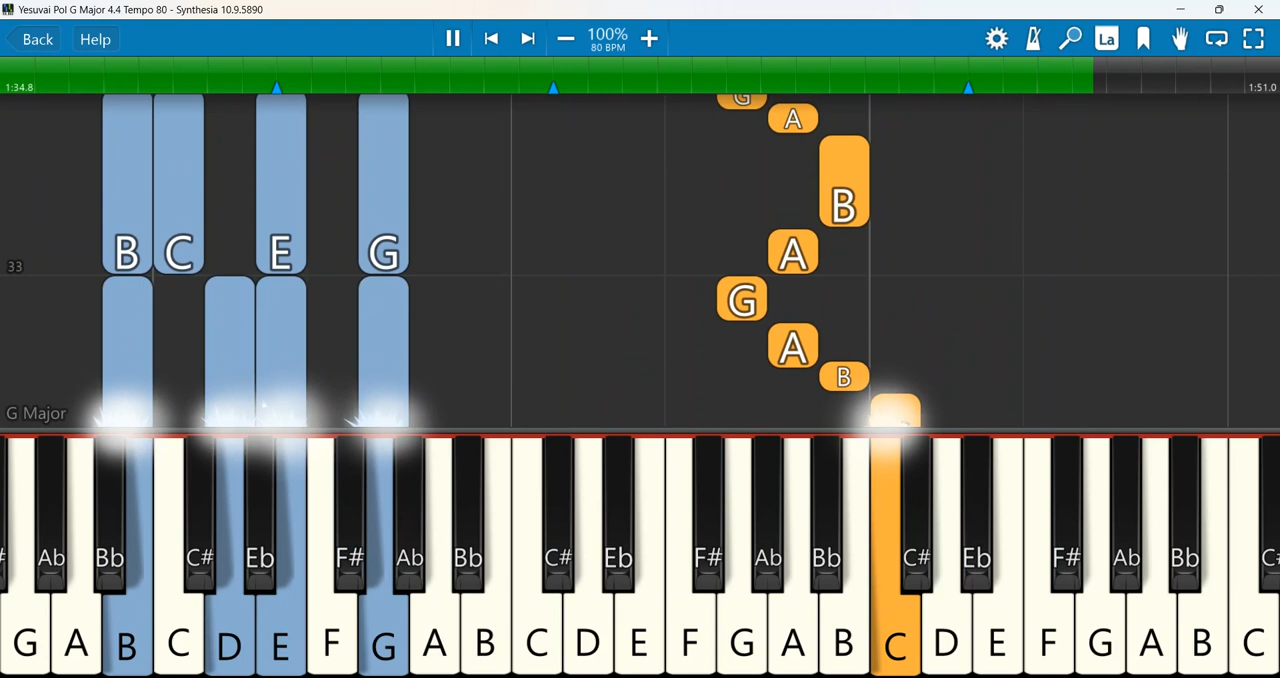 Yesuvai Pol G Major 4.4 Tempo 80 - Synthesia 10.9.5890
Back Help 100% La
80 BPM
1:34.8 1:51.0
G
A
B
B C E G A
33
G
A
B
G Major
Ab Bb C# Eb F# Ab Bb C# Eb F# Ab Bb C# Eb F# Ab Bb
G A B C D E F G A B C D E F G A B C D E F G A B C